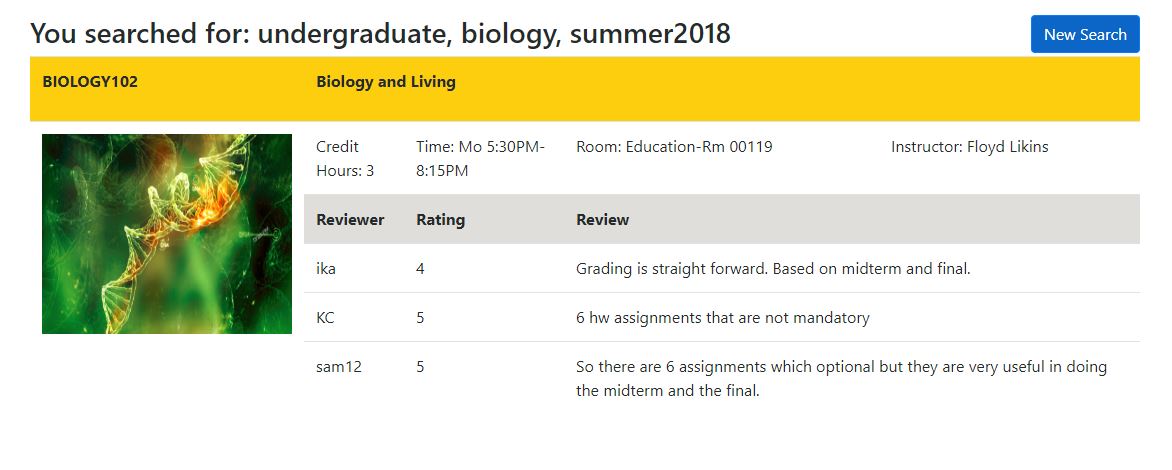 You searched for: undergraduate, biology, summer2018
New Search
BIOLOGY102
Biology and Living
Credit
Hours: 3
Time: Mo 5:30PM-
8:15PM
Room: Education-Rm 00119
Instructor: Floyd Likins
Reviewer Rating Review
ika 4 Grading is straight forward. Based on midterm and final.
KC 5 6 hw assignments that are not mandatory
sam12 5 So there are 6 assignments which optional but they are very useful in doing
the midterm and the final.